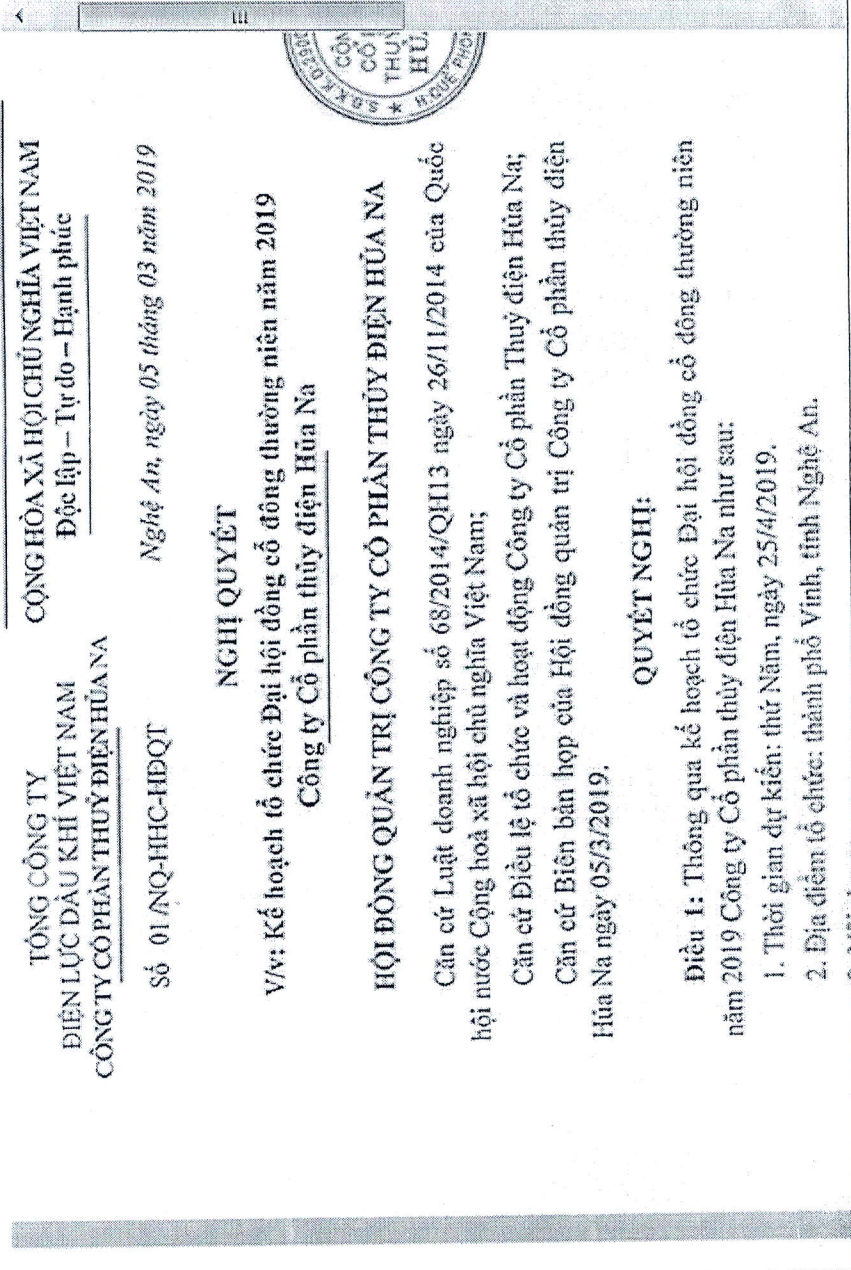 TỔNG CÔNG TY
ĐIỆN LỰC DẦU KHÍ VIỆT NAM
CÔNG TY CỔ PHẦN THUỶ ĐIỆN HỦA NA
Số 01/NQ-HHC-HĐQT
CỘNG HÒA XÃ HỘI CHỦ NGHĨA VIỆT NAM
Độc lập – Tự do – Hạnh phúc
Nghệ An, ngày 05 tháng 03 năm 2019
NGHỊ QUYẾT
V/v: Kế hoạch tổ chức Đại hội đồng cổ đông thường niên năm 2019
Công ty Cổ phần thủy điện Hủa Na
HỘI ĐỒNG QUẢN TRỊ CÔNG TY CỔ PHẦN THỦY ĐIỆN HỦA NA
Căn cứ Luật doanh nghiệp số 68/2014/QH13 ngày 26/11/2014 của Quốc
hội nước Cộng hoà xã hội chủ nghĩa Việt Nam;
Căn cứ Điều lệ tổ chức và hoạt động Công ty Cổ phần Thuỷ điện Hủa Na;
Căn cứ Biên bản họp của Hội đồng quản trị Công ty Cổ phần thủy điện
Hủa Na ngày 05/3/2019.
QUYẾT NGHỊ:
Điều 1: Thông qua kế hoạch tổ chức Đại hội đồng cổ đông thường niên
năm 2019 Công ty Cổ phần thủy điện Hủa Na như sau:
1. Thời gian dự kiến: thứ Năm, ngày 25/4/2019.
2. Địa điểm tổ chức: thành phố Vinh, tỉnh Nghệ An.